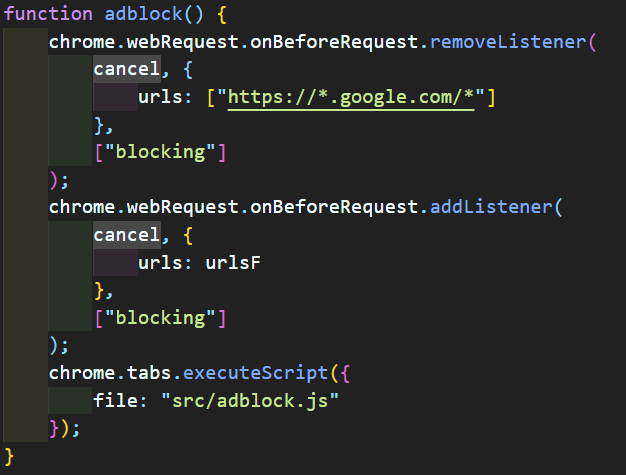 function adblock() {
    chrome.webRequest.onBeforeRequest.removeListener(
        cancel, {
            urls: ["https://*.google.com/*"]
        },
        ["blocking"]
    );
    chrome.webRequest.onBeforeRequest.addListener(
        cancel, {
            urls: urlsF
        },
        ["blocking"]
    );
    chrome.tabs.executeScript({
        file: "src/adblock.js"
    });
}